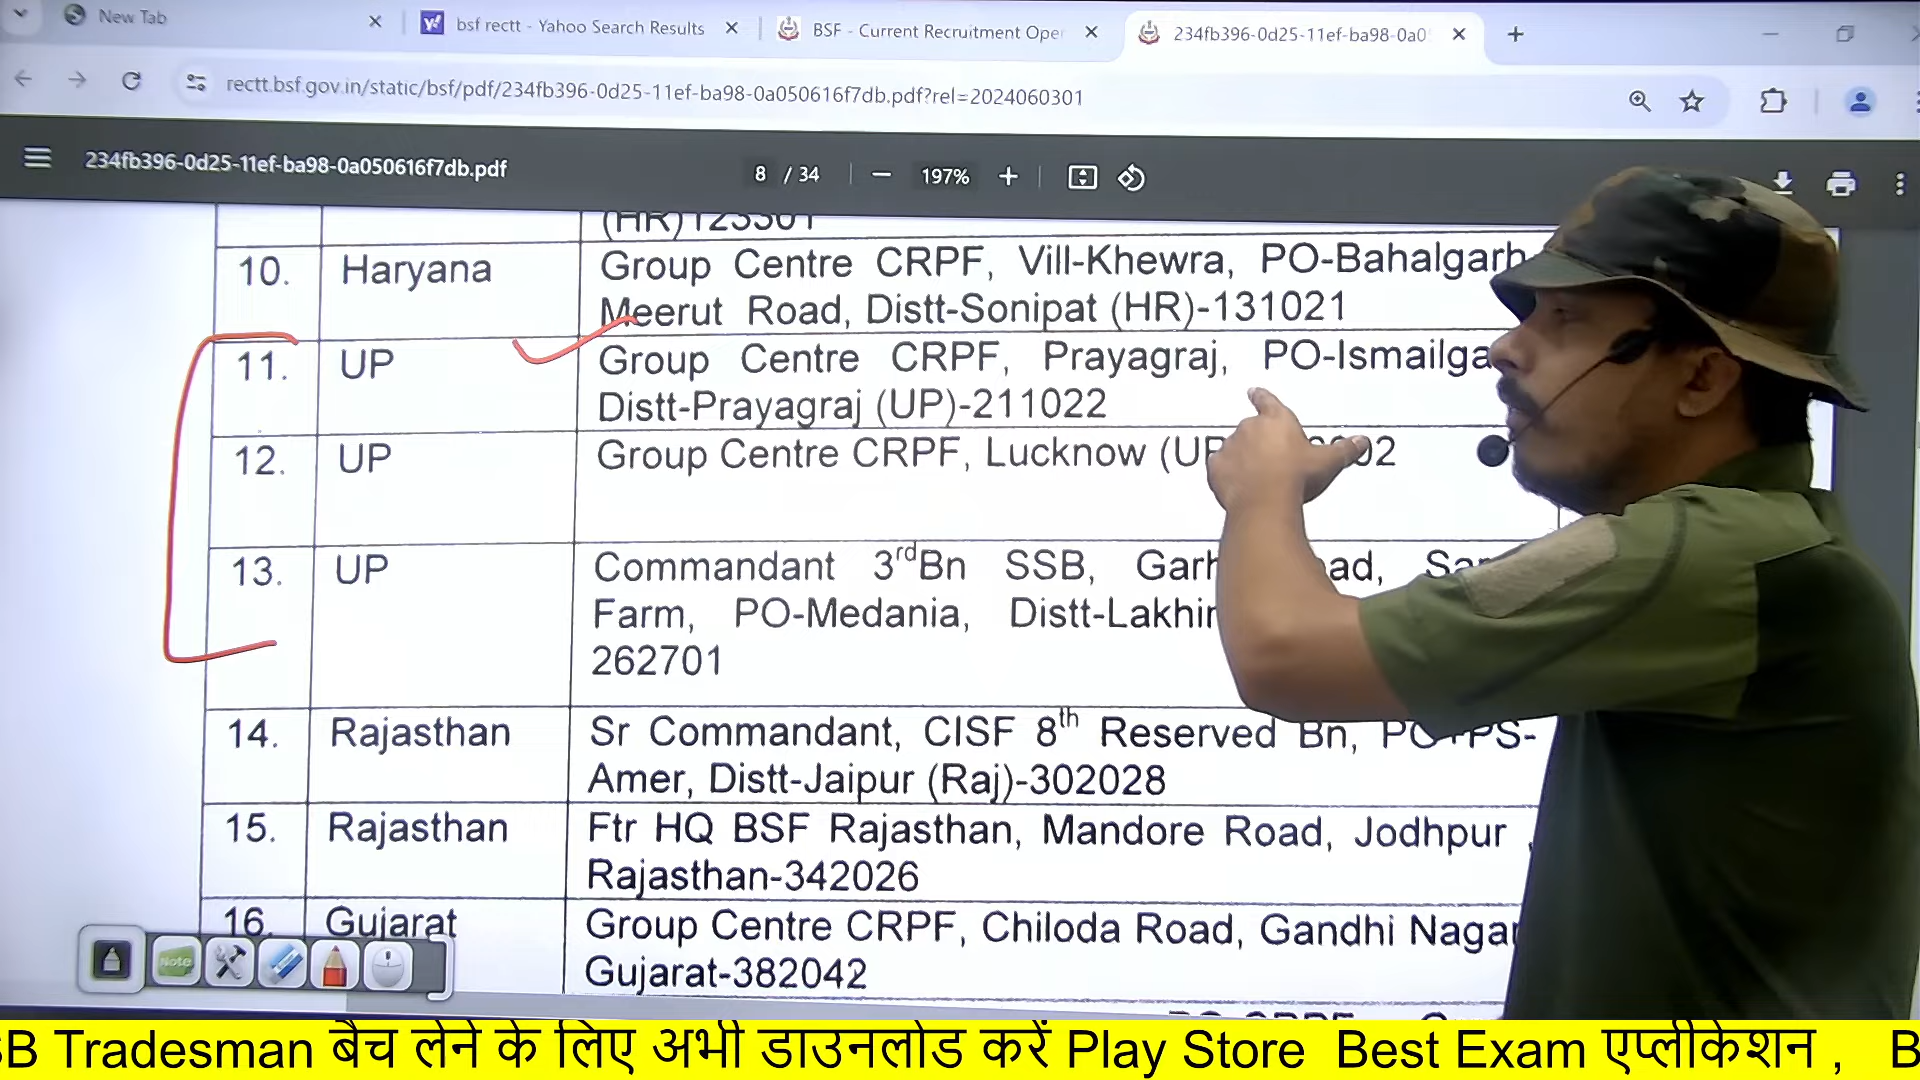 New Tab
bsf rectt - Yahoo Search Results
BSF - Current Recruitment Oper
234fb396-0d25-11ef-ba98-0a0
rectt.bsf.gov.in/static/bsf/pdf/234fb396-0d25-11ef-ba98-0a050616f7db.pdf?rel=2024060301
234fb396-0d25-11ef-ba98-0a050616f7db.pdf
8 / 34
197%
10. Haryana Group Centre CRPF, Vill-Khewra, PO-Bahalgarh
Meerut Road, Distt-Sonipat (HR)-131021
11. UP Group Centre CRPF, Prayagraj, PO-Ismailga
Distt-Prayagraj (UP)-211022
12. UP Group Centre CRPF, Lucknow (UP
13. UP Commandant 3rdBn SSB,
Farm, PO-Medania,
262701
14. Rajasthan Sr Commandant, CISF 8th Reserved Bn,
Amer, Distt-Jaipur (Raj)-302028
15. Rajasthan Ftr HQ BSF Rajasthan, Mandore Road, Jodhpur ,
Rajasthan-342026
16. Gujarat Group Centre CRPF, Chiloda Road, Gandhi Nagar
Gujarat-382042
Note
SB Tradesman बैच लेने के लिए अभी डाउनलोड करें Play Store Best Exam एप्लीकेशन , B